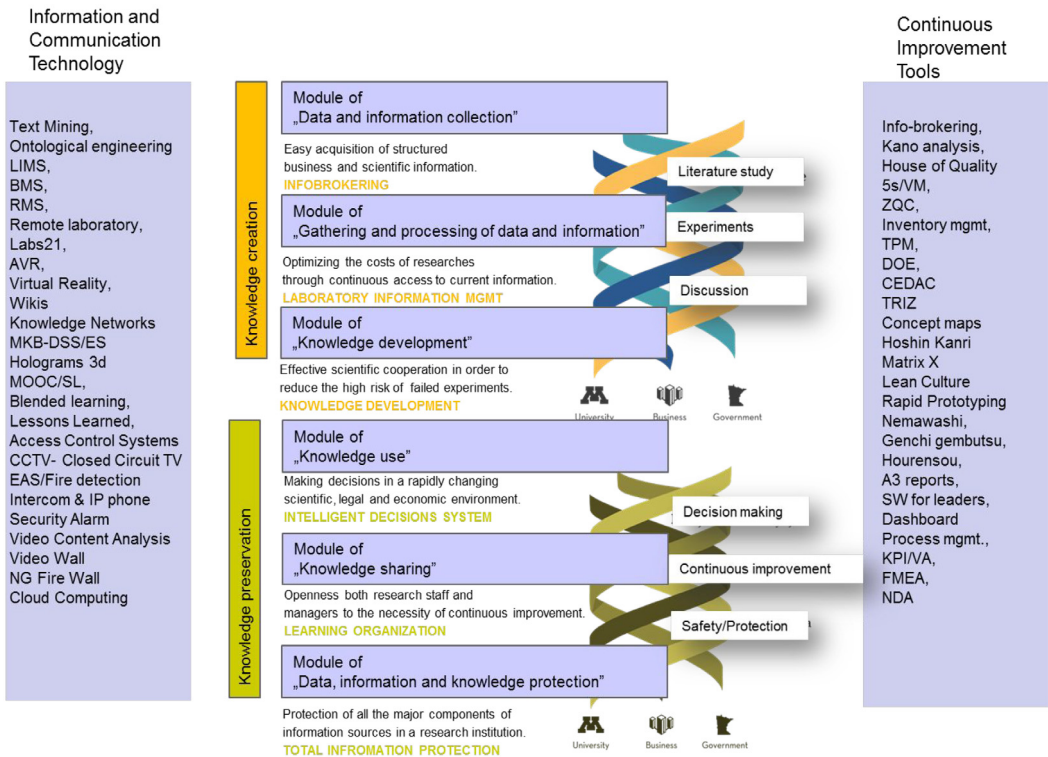 Information and
Communication
Technology
Text Mining,
Ontological engineering
LIMS,
BMS,
RMS,
Remote laboratory,
Labs21,
AVR,
Virtual Reality,
Wikis
Knowledge Networks
MKB-DSS/ES
Holograms 3d
MOOC/SL,
Blended learning,
Lessons Learned,
Access Control Systems
CCTV- Closed Circuit TV
EAS/Fire detection
Intercom & IP phone
Security Alarm
Video Content Analysis
Video Wall
NG Fire Wall
Cloud Computing
Knowledge creation
Module of
„Data and information collection”
Easy acquisition of structured
business and scientific information.
INFOBROKERING
Literature study
Module of
„Gathering and processing of data and information”
Experiments
Optimizing the costs of researches
through continuous access to current information.
LABORATORY INFORMATION MGMT
Discussion
Module of
„Knowledge development”
Effective scientific cooperation in order to
reduce the high risk of failed experiments.
KNOWLEDGE DEVELOPMENT
University Business Government
Knowledge preservation
Module of
„Knowledge use”
Making decisions in a rapidly changing
scientific, legal and economic environment.
INTELLIGENT DECISIONS SYSTEM
Decision making
Module of
„Knowledge sharing”
Continuous improvement
Openness both research staff and
managers to the necessity of continuous improvement.
LEARNING ORGANIZATION
Safety/Protection
Module of
„Data, information and knowledge protection”
Protection of all the major components of
information sources in a research institution.
TOTAL INFROMATION PROTECTION
University Business Government
Continuous
Improvement
Tools
Info-brokering,
Kano analysis,
House of Quality
5s/VM,
ZQC,
Inventory mgmt,
TPM,
DOE,
CEDAC
TRIZ
Concept maps
Hoshin Kanri
Matrix X
Lean Culture
Rapid Prototyping
Nemawashi,
Genchi gembutsu,
Hourensou,
A3 reports,
SW for leaders,
Dashboard
Process mgmt.,
KPI/VA,
FMEA,
NDA